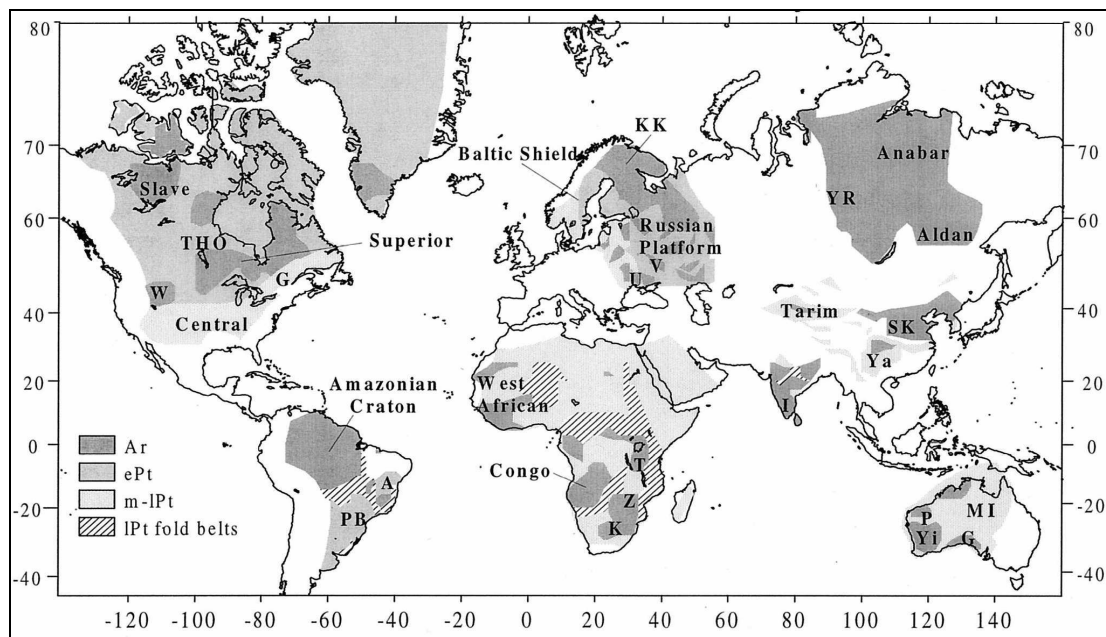 80
80
KK
Baltic Shield
Anabar
70
70
Slave
YR
Russian
Platform
60
60
THO
Superior
Aldan
V
G
U
W
Tarim
40
Central
SK
40
Ya
20
West
African
20
Amazonian
Craton
I
Ar
0
0
ePt
Congo
T
m-lPt
A
Z
MI
-20
lPt fold belts
PB
K
P
-20
Yi
G
-40
-40
-120 -100 -80 -60 -40 -20 0 20 40 60 80 100 120 140